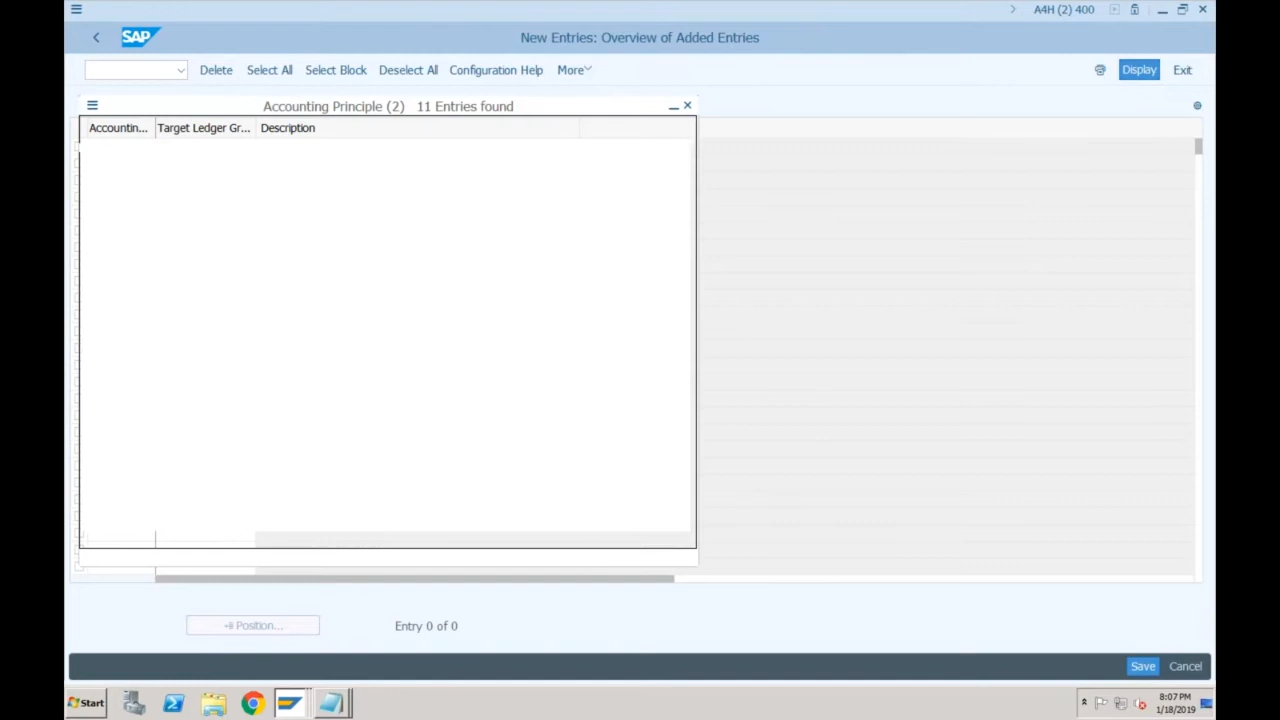 A4H (2) 400
SAP
New Entries: Overview of Added Entries
Delete Select All Select Block Deselect All Configuration Help More Display Exit
Accounting Principle (2) 11 Entries found
Accountin... Target Ledger Gr... Description
Position... Entry 0 of 0
Save Cancel
Start
8:07 PM
1/18/2019